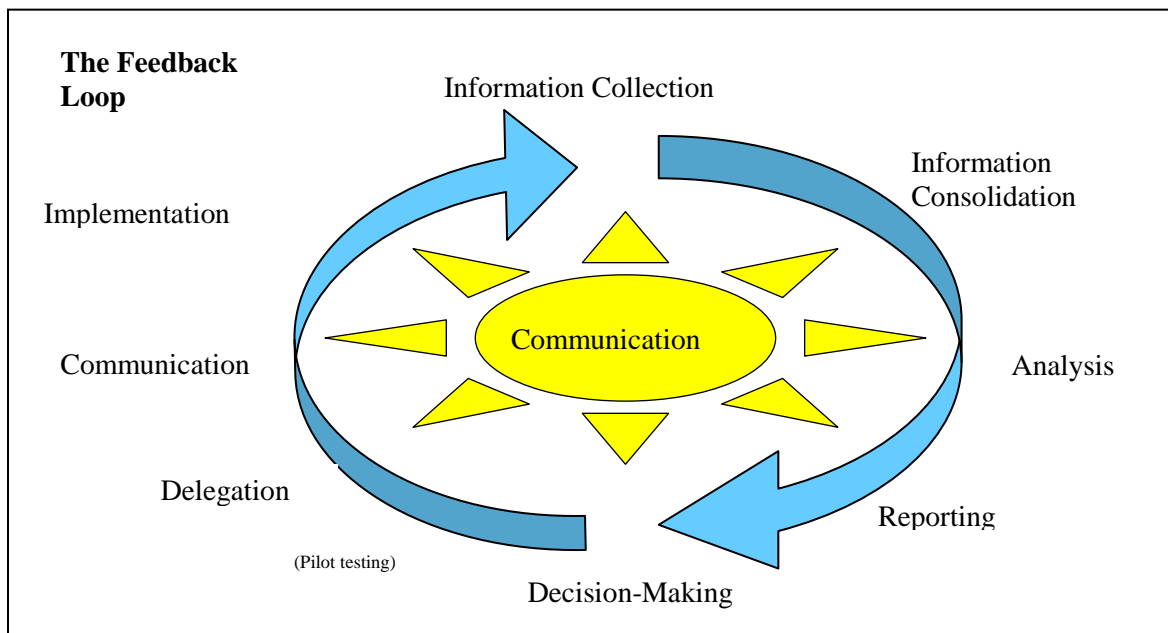 The Feedback
Loop
Information Collection
Information
Consolidation
Implementation
Communication
Communication
Analysis
Delegation
Reporting
(Pilot testing)
Decision-Making